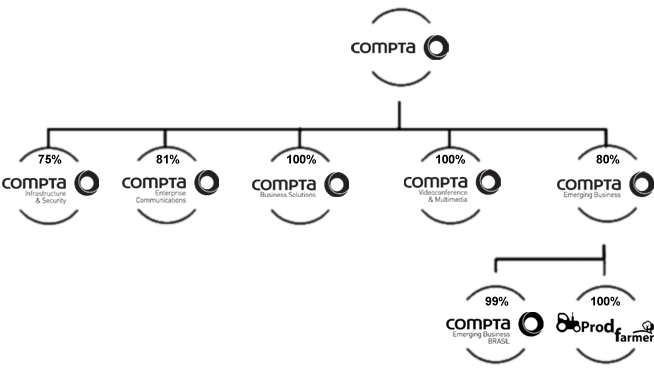 COMPTA
75%
COMPTA
Infrastructure
& Security
81%
COMPTA
Enterprise
Communications
100%
COMPTA
Business Solutions
100%
COMPTA
Videoconference
& Multimedia
80%
COMPTA
Emerging Business
99%
COMPTA
Emerging Business
BRASIL
100%
Prod
farmer